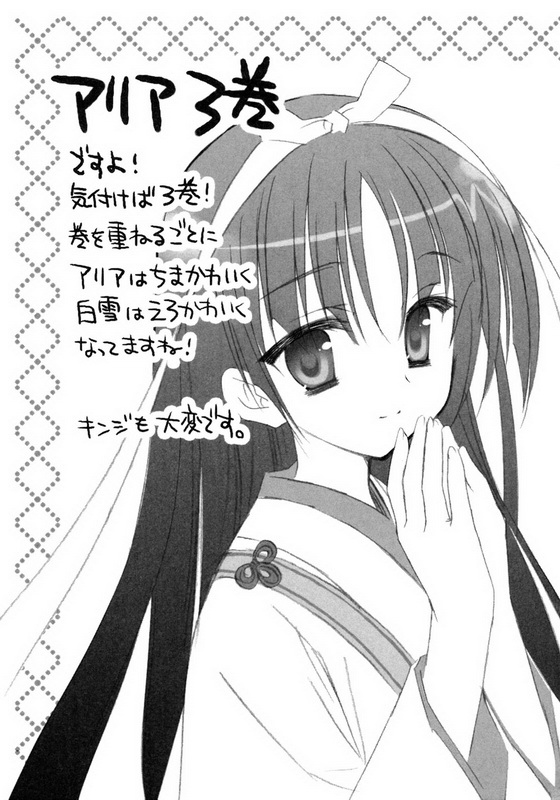 アリア 3巻
ですよ！
気付けば3巻！
巻を重ねるごとに
アリアはちまかわいく
白雪はえろかわいく
なってますね！
キンジも大変です。